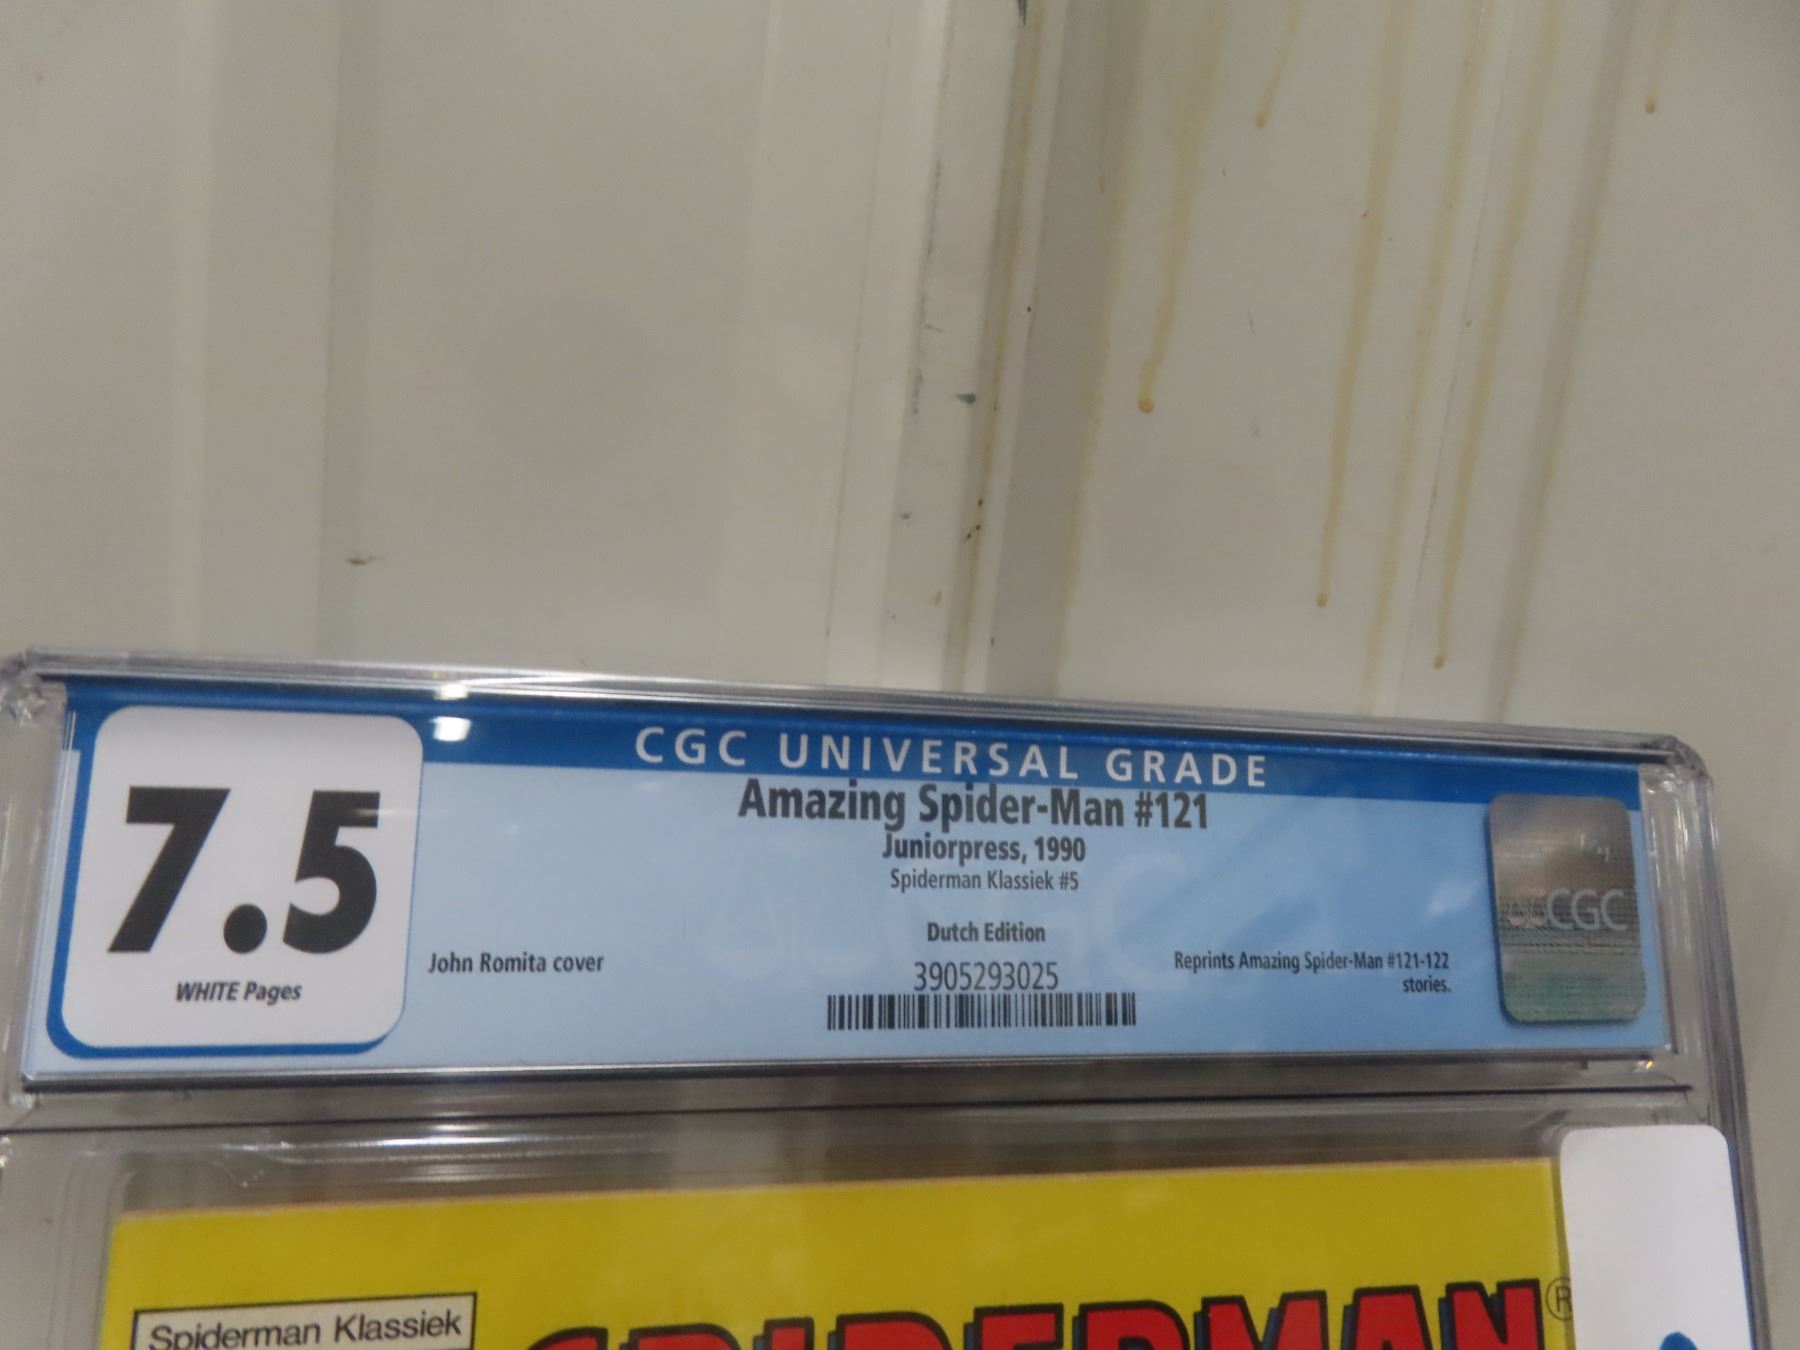 CGC UNIVERSAL GRADE
7.5
WHITE Pages
Amazing Spider-Man #121
Juniorpress, 1990
Spiderman Klassiek #5
Dutch Edition
John Romita cover
3905293025
Reprints Amazing Spider-Man #121-122
stories.
CGC
Spiderman Klassiek
SPIDERMAN®